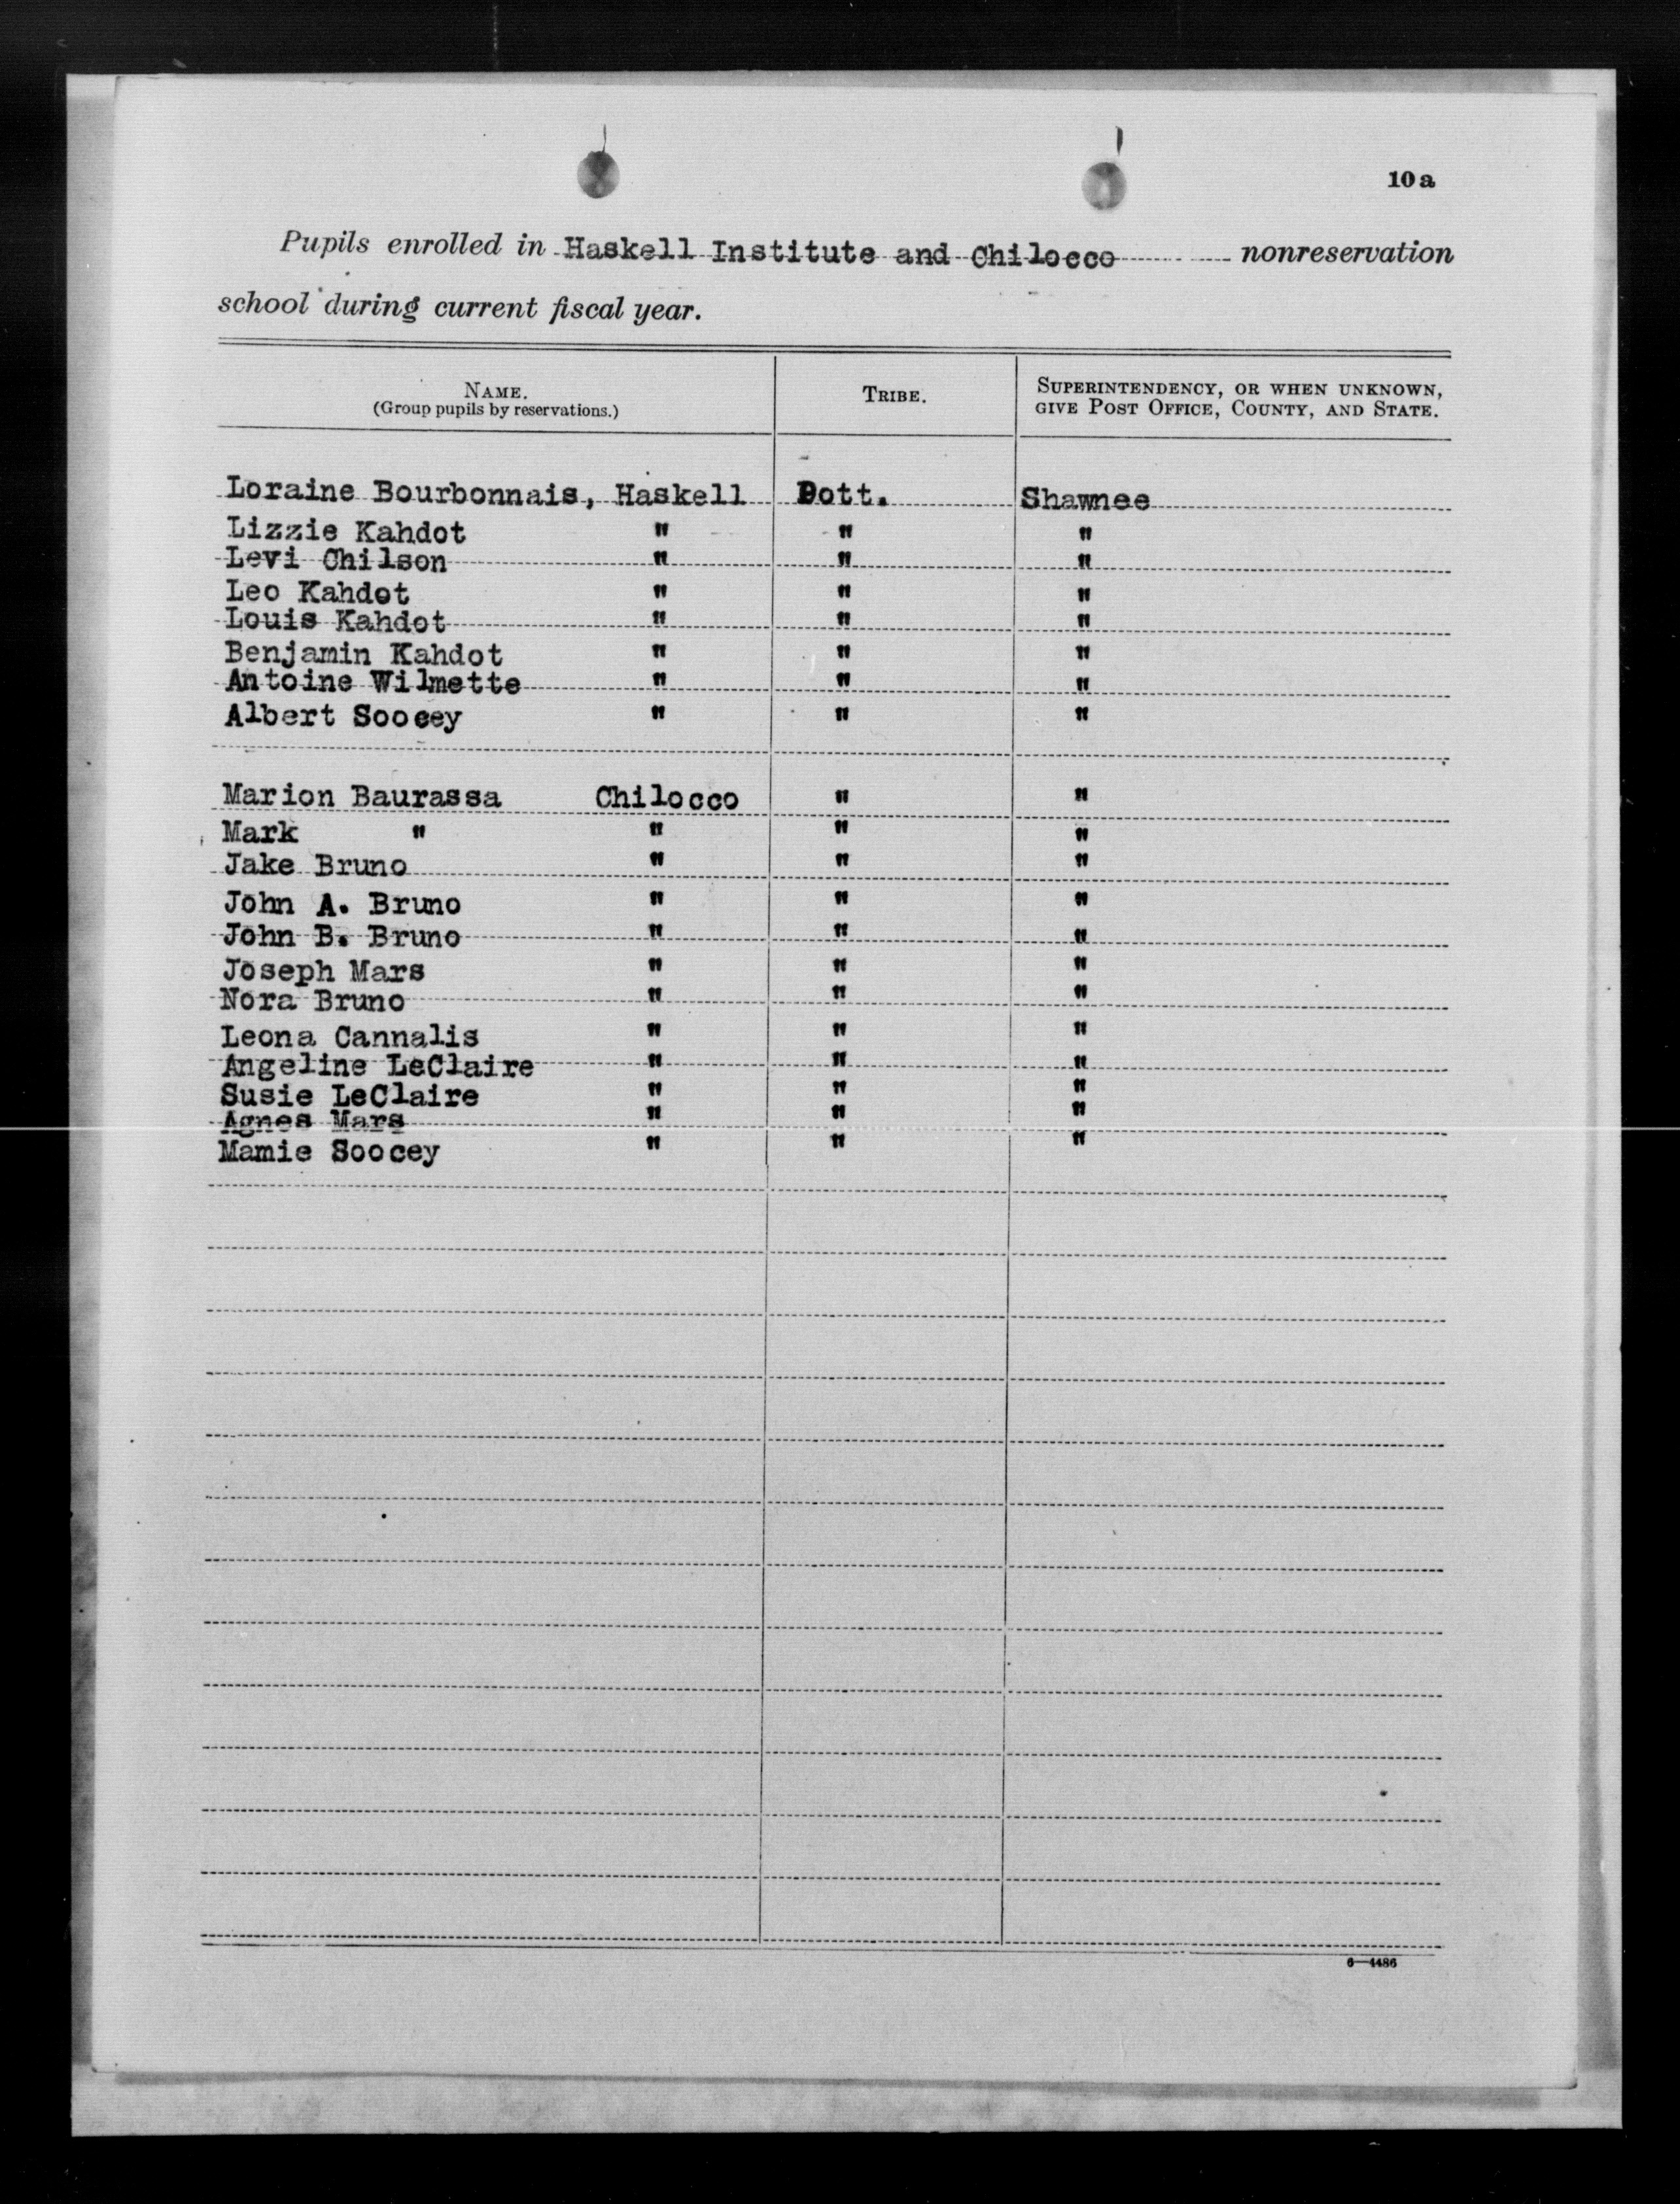 10a
Pupils enrolled in Haskell Institute and Chilocco nonreservation
school during current fiscal year.
NAME. TRIBE. SUPERINTENDENCY, OR WHEN UNKNOWN,
(Group pupils by reservations.) GIVE POST OFFICE, COUNTY, AND STATE.
Loraine Bourbonnais, Haskell Pott. Shawnee
Lizzie Kahdot " " "
Levi Chilson " " "
Leo Kahdot " " "
Louis Kahdot " " "
Benjamin Kahdot " " "
Antoine Wilmette " " "
Albert Soocey " " "
Marion Baurassa Chilocco " "
Mark " " " "
Jake Bruno " " "
John A. Bruno " " "
John B. Bruno " " "
Joseph Mars " " "
Nora Bruno " " "
Leona Cannalis " " "
Angeline LeClaire " " "
Susie LeClaire " " "
Agnes Mars " " "
Mamie Soocey " " "
6—4486